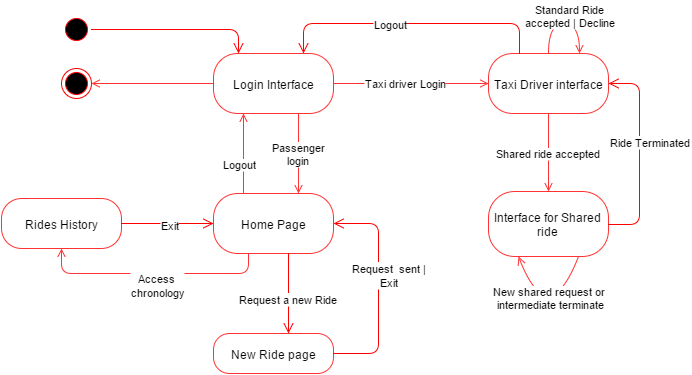 Standard Ride
accepted | Decline
Logout
Login Interface
Taxi driver Login
Taxi Driver interface
Passenger
login
Logout
Shared ride accepted
Ride Terminated
Rides History
Exit
Home Page
Interface for Shared
ride
Access
chronology
Request sent |
Exit
Request a new Ride
New shared request or
intermediate terminate
New Ride page